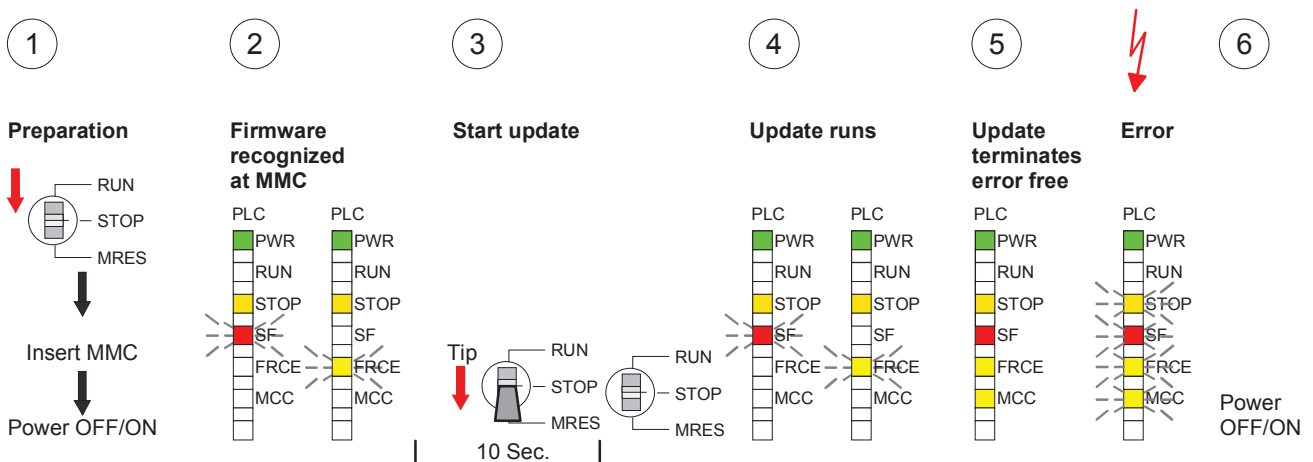 1
Preparation
RUN
STOP
MRES
Insert MMC
Power OFF/ON
2
Firmware
recognized
at MMC
PLC
PWR
RUN
STOP
SF
FRCE
MCC
PLC
PWR
RUN
STOP
SF
FRCE
MCC
3
Start update
Tip
RUN
STOP
MRES
RUN
STOP
MRES
10 Sec.
4
Update runs
PLC
PWR
RUN
STOP
SF
FRCE
MCC
PLC
PWR
RUN
STOP
SF
FRCE
MCC
5
Update
terminates
error free
PLC
PWR
RUN
STOP
SF
FRCE
MCC
Error
PLC
PWR
RUN
STOP
SF
FRCE
MCC
6
Power
OFF/ON